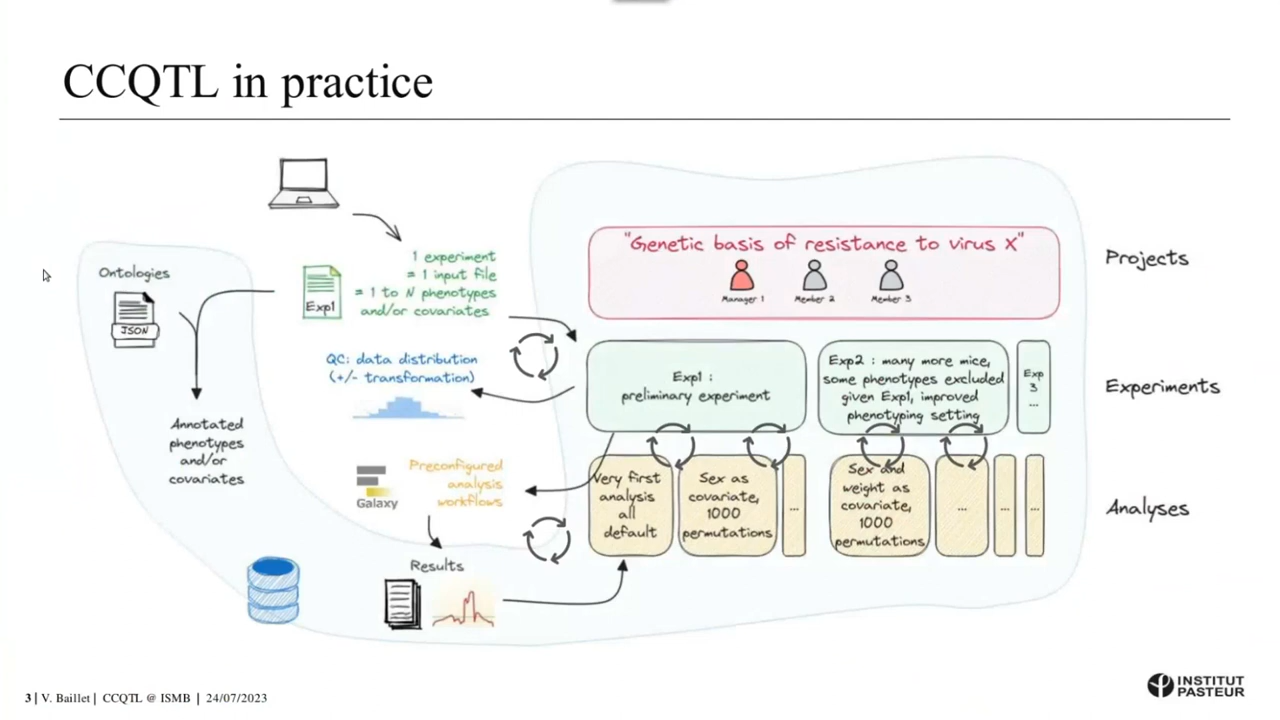 CCQTL in practice
Ontologies
JSON
Annotated
phenotypes
and/or
covariates
Exp1
1 experiment
= 1 input file
= 1 to N phenotypes
and/or covariates
QC: data distribution
(+/- transformation)
Galaxy
Preconfigured
analysis
workflows
Results
"Genetic basis of resistance to virus X"
Manager 1
Member 2
Member 3
Projects
Exp1 :
preliminary experiment
Exp2 : many more mice,
some phenotypes excluded
given Exp1, improved
phenotyping setting
Exp
3
...
Experiments
Very first
analysis
all
default
Sex as
covariate,
1000
permutations
...
Sex and
weight as
covariate,
1000
permutations
...
...
...
Analyses
3 | V. Baillet | CCQTL @ ISMB | 24/07/2023
INSTITUT
PASTEUR